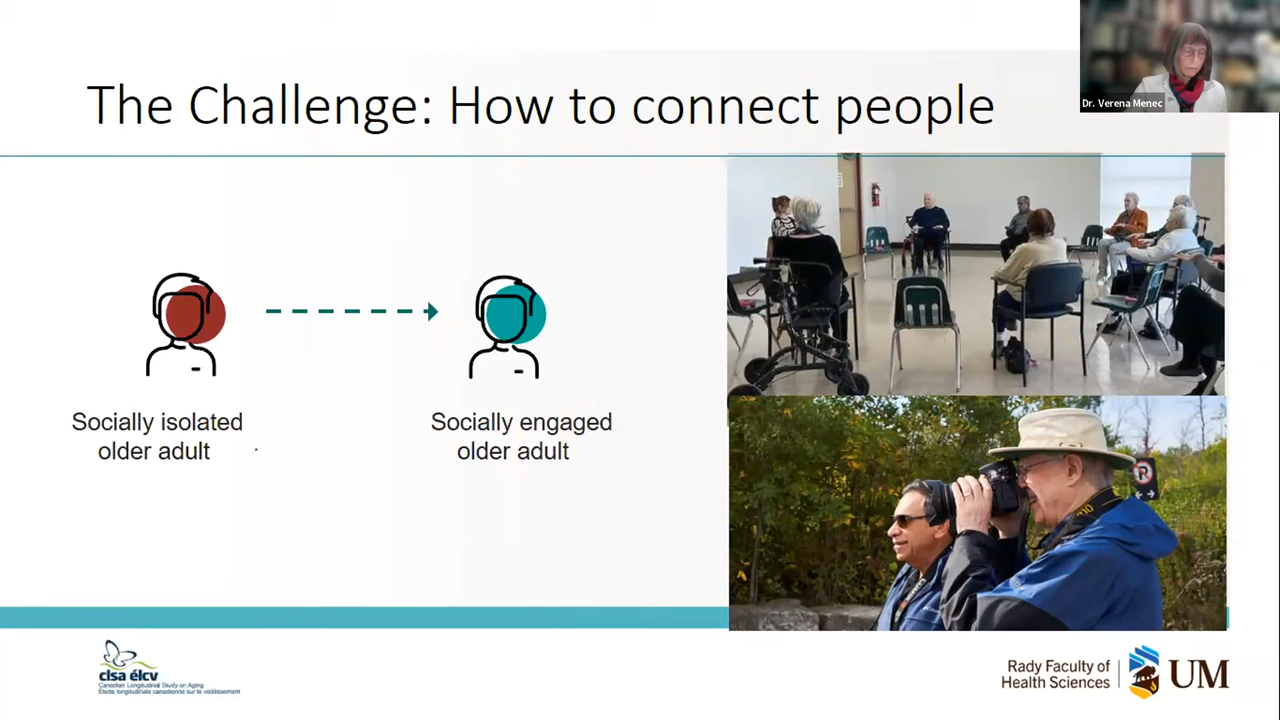 The Challenge: How to connect people
Dr. Verena Menec
Socially isolated
older adult
Socially engaged
older adult
clsa élcv
Canadian Longitudinal Study on Aging
Étude longitudinale canadienne sur le vieillissement
Rady Faculty of
Health Sciences
UM